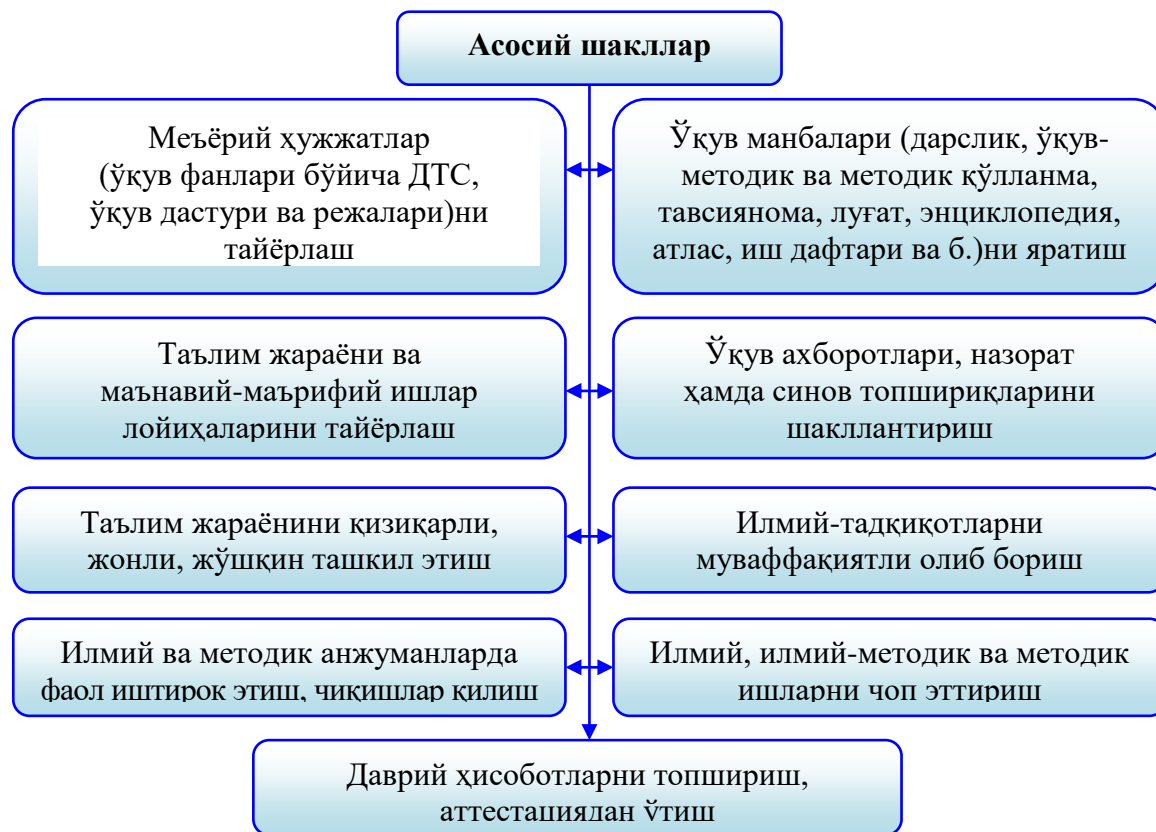 Асосий шакллар
Меъёрий ҳужжатлар
(ўқув фанлари бўйича ДТС,
ўқув дастури ва режалари)ни
тайёрлаш
Ўқув манбалари (дарслик, ўқув-
методик ва методик қўлланма,
тавсиянома, луғат, энциклопедия,
атлас, иш дафтари ва б.)ни яратиш
Таълим жараёни ва
маънавий-маърифий ишлар
лойиҳаларини тайёрлаш
Ўқув ахборотлари, назорат
ҳамда синов топшириқларини
шакллантириш
Таълим жараёнини қизиқарли,
жонли, жўшқин ташкил этиш
Илмий-тадқиқотларни
муваффақиятли олиб бориш
Илмий ва методик анжуманларда
фаол иштирок этиш, чиқишлар қилиш
Илмий, илмий-методик ва методик
ишларни чоп эттириш
Даврий ҳисоботларни топшириш,
аттестациядан ўтиш